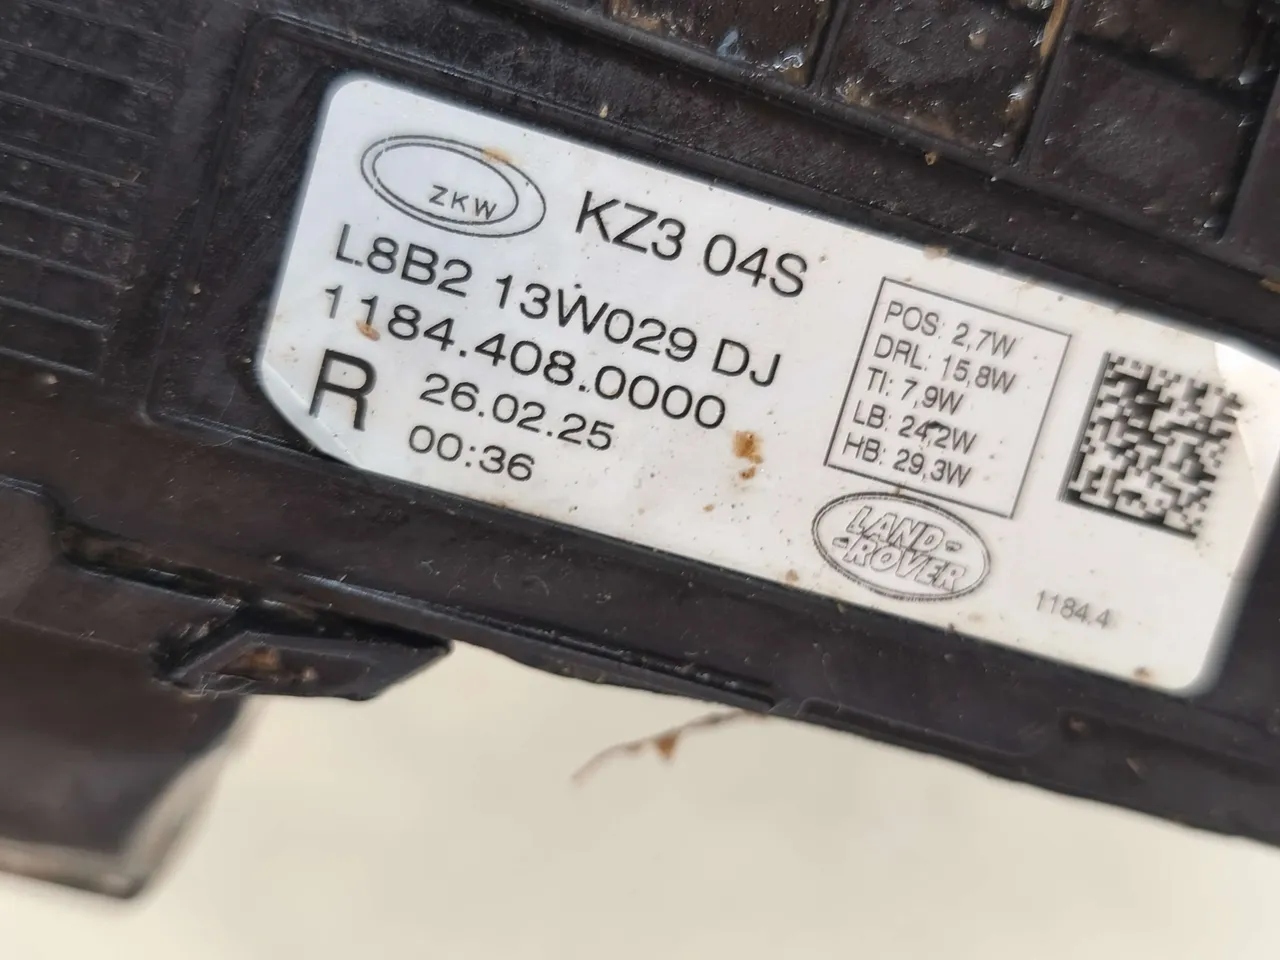 ZKW
KZ3 04S
L8B2 13W029 DJ
1184.408.0000
R
26.02.25
00:36
POS: 2,7W
DRL: 15,8W
TI: 7,9W
LB: 24,2W
HB: 29,3W
LAND-
-ROVER
1184.4